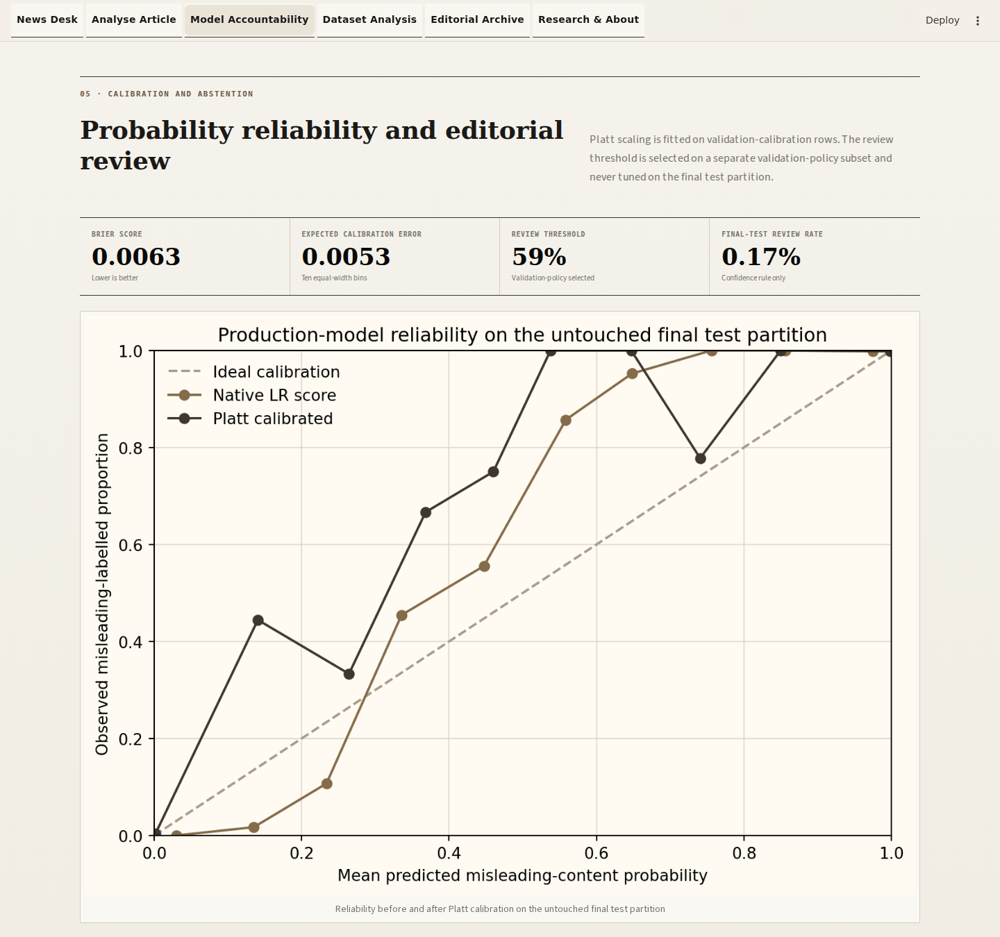 News Desk
Analyse Article
Model Accountability
Dataset Analysis
Editorial Archive
Research & About
Deploy
05 · CALIBRATION AND ABSTENTION
Probability reliability and editorial
review
Platt scaling is fitted on validation-calibration rows. The review
threshold is selected on a separate validation-policy subset and
never tuned on the final test partition.
BRIER SCORE
0.0063
Lower is better
EXPECTED CALIBRATION ERROR
0.0053
Ten equal-width bins
REVIEW THRESHOLD
59%
Validation-policy selected
FINAL-TEST REVIEW RATE
0.17%
Confidence rule only
Production-model reliability on the untouched final test partition
Ideal calibration
Native LR score
Platt calibrated
Observed misleading-labelled proportion
1.0
0.8
0.6
0.4
0.2
0.0
0.0
0.2
0.4
0.6
0.8
1.0
Mean predicted misleading-content probability
Reliability before and after Platt calibration on the untouched final test partition